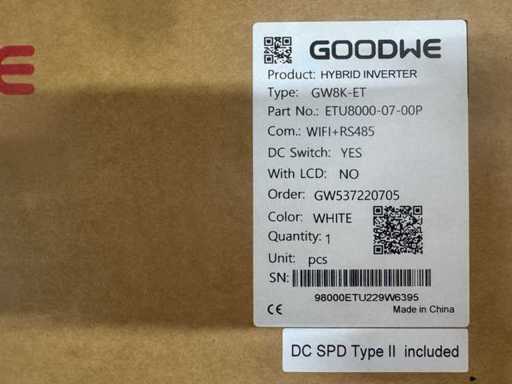 E
GOODWE
Product: HYBRID INVERTER
Type: GW8K-ET
Part No.: ETU8000-07-00P
Com.: WIFI+RS485
DC Switch: YES
With LCD: NO
Order: GW537220705
Color: WHITE
Quantity: 1
Unit: pcs
SN:
98000ETU229W6395
CE Made in China
DC SPD Type II included